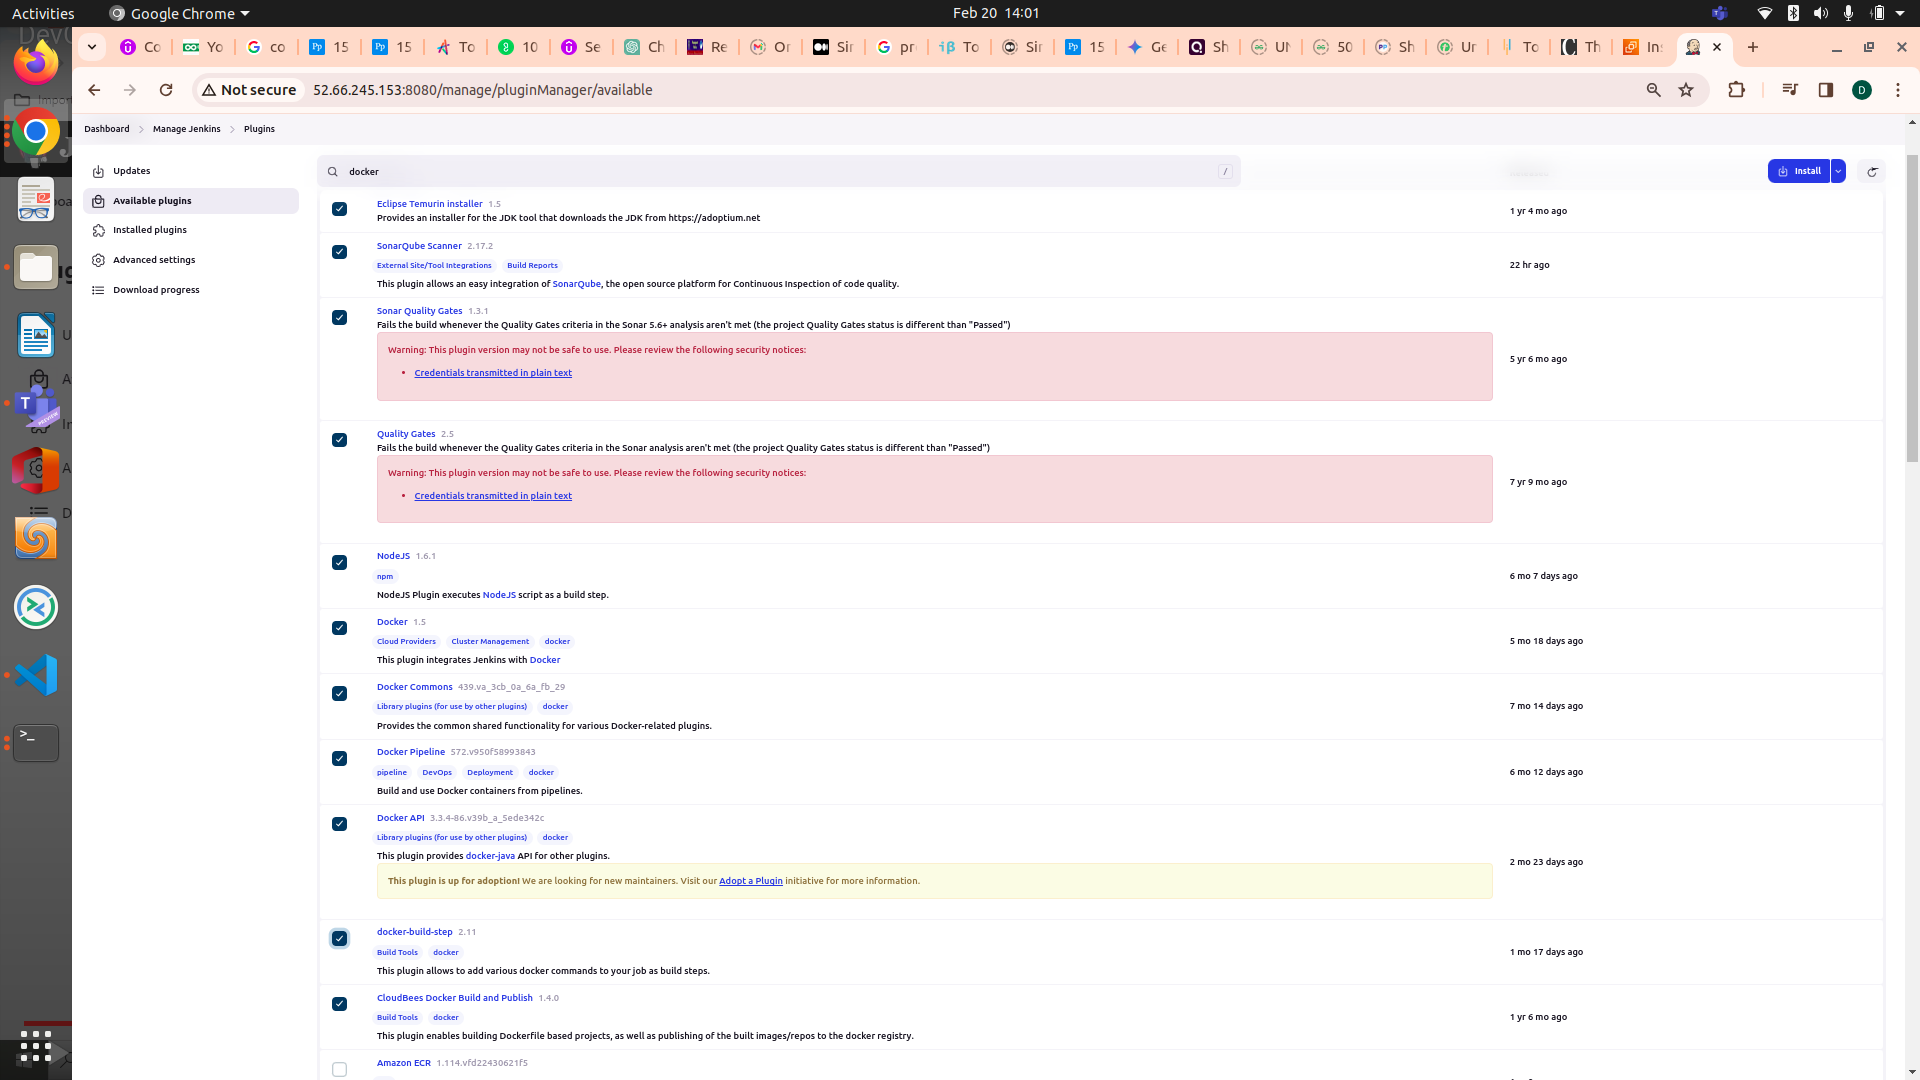 Activities
Google Chrome
Feb 20 14:01
Co
Yo
co
15
15
To
10
Se
Ch
Re
Or
Sir
pr
To
Sir
15
Ge
Sh
UN
50
Sh
Ur
To
Th
Ins
Not secure
52.66.245.153:8080/manage/pluginManager/available
D
Dashboard
Manage Jenkins
Plugins
Updates
Available plugins
Installed plugins
Advanced settings
Download progress
docker
/
Install
Eclipse Temurin installer 1.5
Provides an installer for the JDK tool that downloads the JDK from https://adoptium.net
1 yr 4 mo ago
SonarQube Scanner 2.17.2
External Site/Tool Integrations Build Reports
This plugin allows an easy integration of SonarQube, the open source platform for Continuous Inspection of code quality.
22 hr ago
Sonar Quality Gates 1.3.1
Fails the build whenever the Quality Gates criteria in the Sonar 5.6+ analysis aren't met (the project Quality Gates status is different than "Passed")
Warning: This plugin version may not be safe to use. Please review the following security notices:
• Credentials transmitted in plain text
5 yr 6 mo ago
Quality Gates 2.5
Fails the build whenever the Quality Gates criteria in the Sonar analysis aren't met (the project Quality Gates status is different than "Passed")
Warning: This plugin version may not be safe to use. Please review the following security notices:
• Credentials transmitted in plain text
7 yr 9 mo ago
NodeJS 1.6.1
npm
NodeJS Plugin executes NodeJS script as a build step.
6 mo 7 days ago
Docker 1.5
Cloud Providers Cluster Management docker
This plugin integrates Jenkins with Docker
5 mo 18 days ago
Docker Commons 439.va_3cb_0a_6a_fb_29
Library plugins (for use by other plugins) docker
Provides the common shared functionality for various Docker-related plugins.
7 mo 14 days ago
Docker Pipeline 572.v950f58993843
pipeline DevOps Deployment docker
Build and use Docker containers from pipelines.
6 mo 12 days ago
Docker API 3.3.4-86.v39b_a_5ede342c
Library plugins (for use by other plugins) docker
This plugin provides docker-java API for other plugins.
This plugin is up for adoption! We are looking for new maintainers. Visit our Adopt a Plugin initiative for more information.
2 mo 23 days ago
docker-build-step 2.11
Build Tools docker
This plugin allows to add various docker commands to your job as build steps.
1 mo 17 days ago
CloudBees Docker Build and Publish 1.4.0
Build Tools docker
This plugin enables building Dockerfile based projects, as well as publishing of the built images/repos to the docker registry.
1 yr 6 mo ago
Amazon ECR 1.114.vfd22430621f5